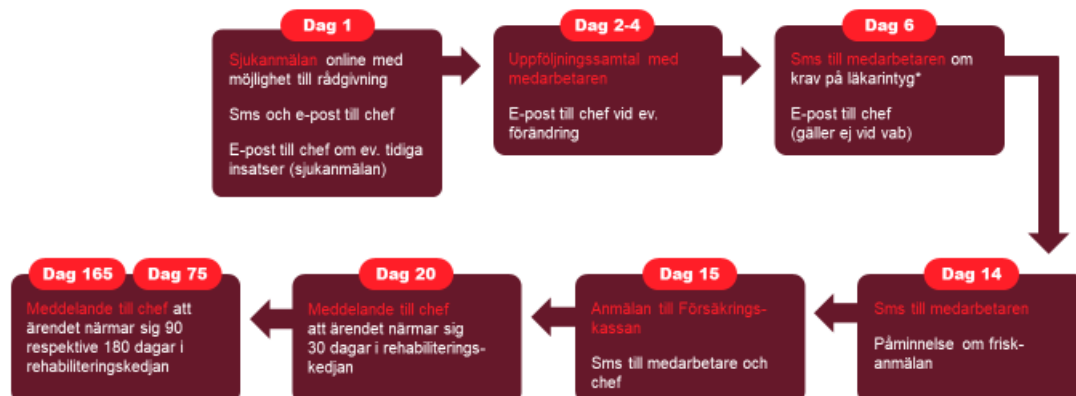 Dag 1
Sjukanmälan online med
möjlighet till rådgivning
Sms och e-post till chef
E-post till chef om ev. tidiga
insatser (sjukanmälan)
Dag 2-4
Uppföljningssamtal med
medarbetaren
E-post till chef vid ev.
förändring
Dag 6
Sms till medarbetaren om
krav på läkarintyg*
E-post till chef
(gäller ej vid vab)
Dag 14
Sms till medarbetaren
Påminnelse om frisk-
anmälan
Dag 15
Anmälan till Försäkrings-
kassan
Sms till medarbetare och
chef
Dag 20
Meddelande till chef
att ärendet närmar sig
30 dagar i rehabiliterings-
kedjan
Dag 165 Dag 75
Meddelande till chef att
ärendet närmar sig 90
respektive 180 dagar i
rehabiliteringskedjan